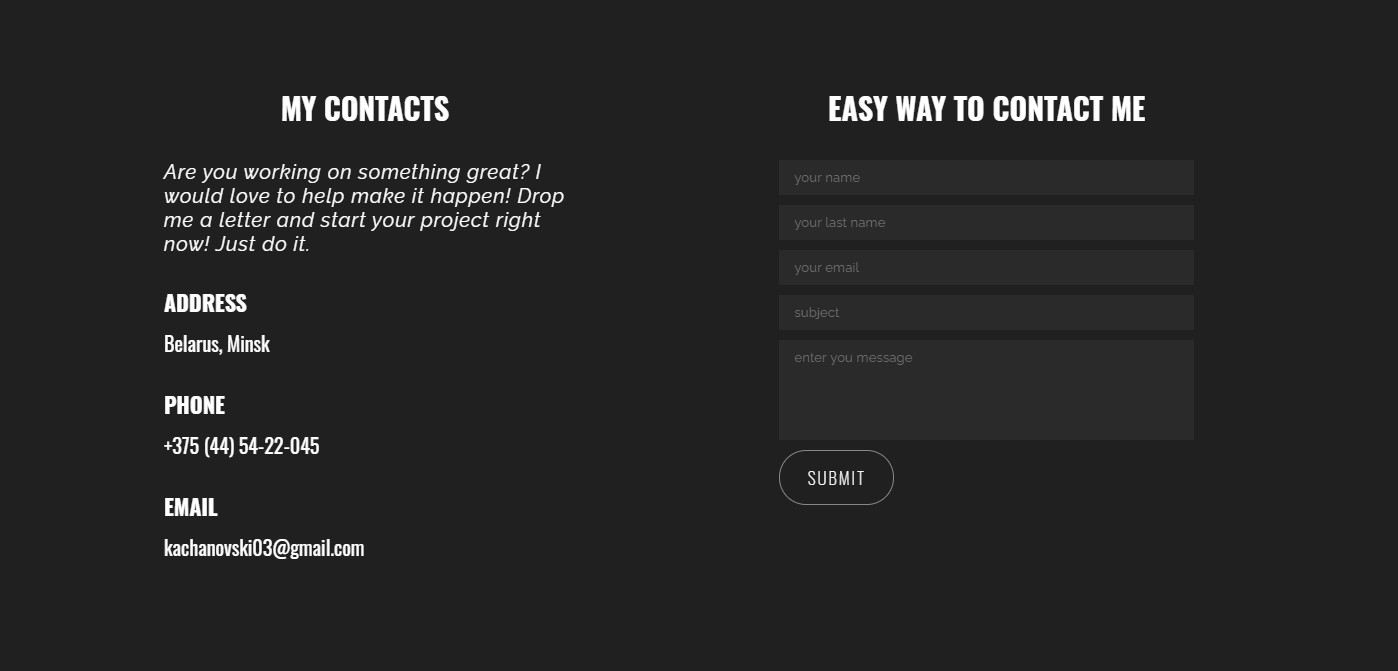 MY CONTACTS
Are you working on something great? I
would love to help make it happen! Drop
me a letter and start your project right
now! Just do it.
ADDRESS
Belarus, Minsk
PHONE
+375 (44) 54-22-045
EMAIL
kachanovski03@gmail.com
EASY WAY TO CONTACT ME
your name
your last name
your email
subject
enter you message
SUBMIT